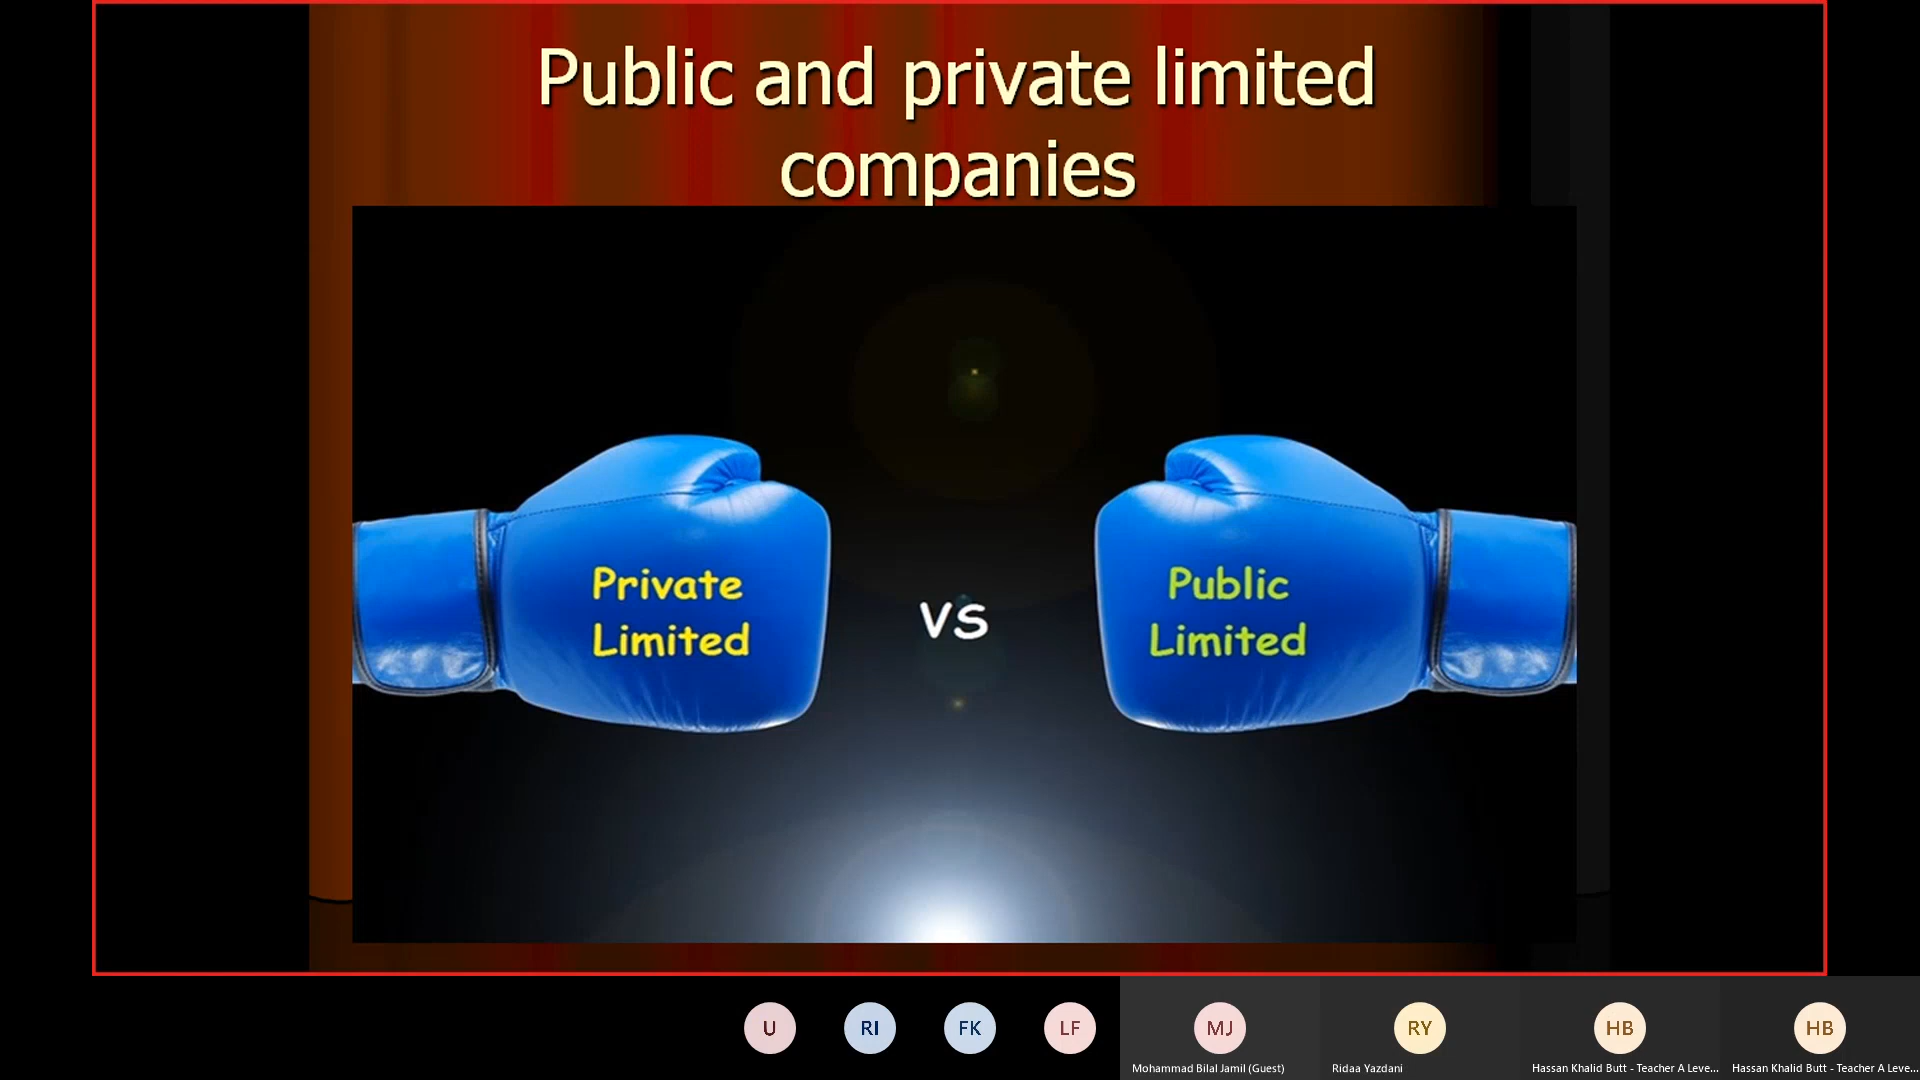 Public and private limited
companies
Private
Limited
vs
Public
Limited
U
RI
FK
LF
MJ
RY
HB
HB
Mohammad Bilal Jamil (Guest)
Ridaa Yazdani
Hassan Khalid Butt - Teacher A Leve...
Hassan Khalid Butt - Teacher A Leve...